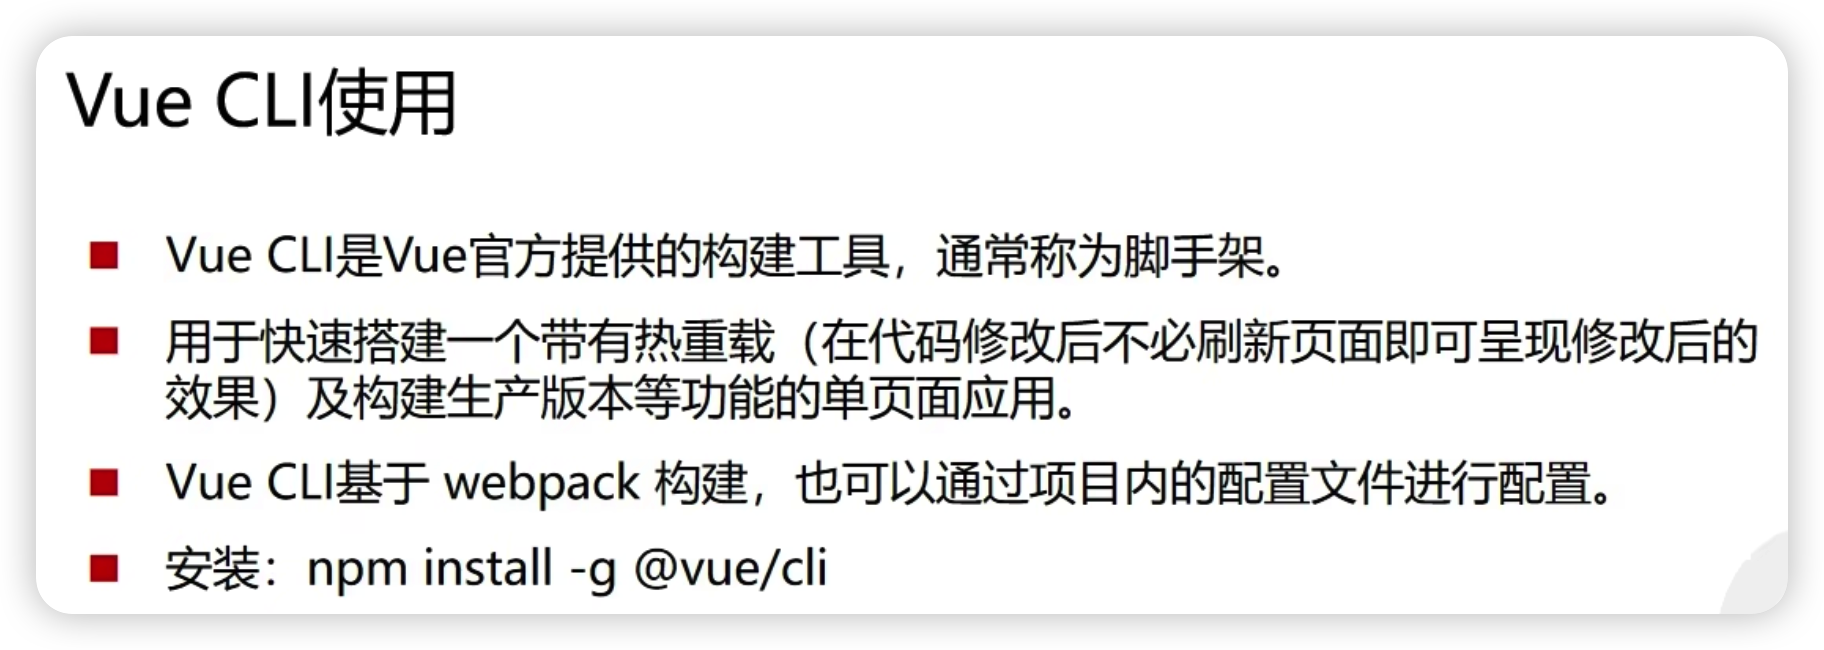 Vue CLI使用
Vue CLI是Vue官方提供的构建工具，通常称为脚手架。
用于快速搭建一个带有热重载（在代码修改后不必刷新页面即可呈现修改后的
效果）及构建生产版本等功能的单页面应用。
Vue CLI基于 webpack 构建，也可以通过项目内的配置文件进行配置。
安装：npm install -g @vue/cli